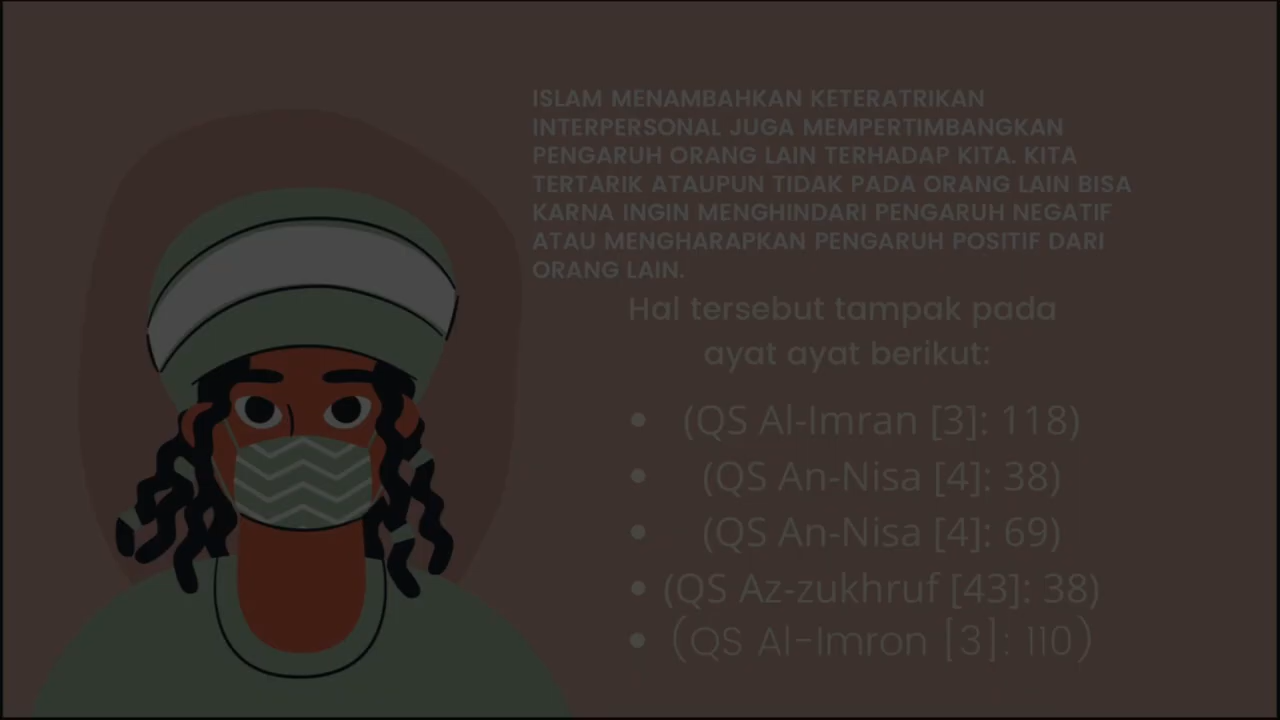 ISLAM MENAMBAHKAN KETERATRIKAN
INTERPERSONAL JUGA MEMPERTIMBANGKAN
PENGARUH ORANG LAIN TERHADAP KITA. KITA
TERTARIK ATAUPUN TIDAK PADA ORANG LAIN BISA
KARNA INGIN MENGHINDARI PENGARUH NEGATIF
ATAU MENGHARAPKAN PENGARUH POSITIF DARI
ORANG LAIN.
Hal tersebut tampak pada
ayat ayat berikut:
• (QS Al-Imran [3]: 118)
• (QS An-Nisa [4]: 38)
• (QS An-Nisa [4]: 69)
• (QS Az-zukhruf [43]: 38)
• (QS Al-Imron [3]: 110)